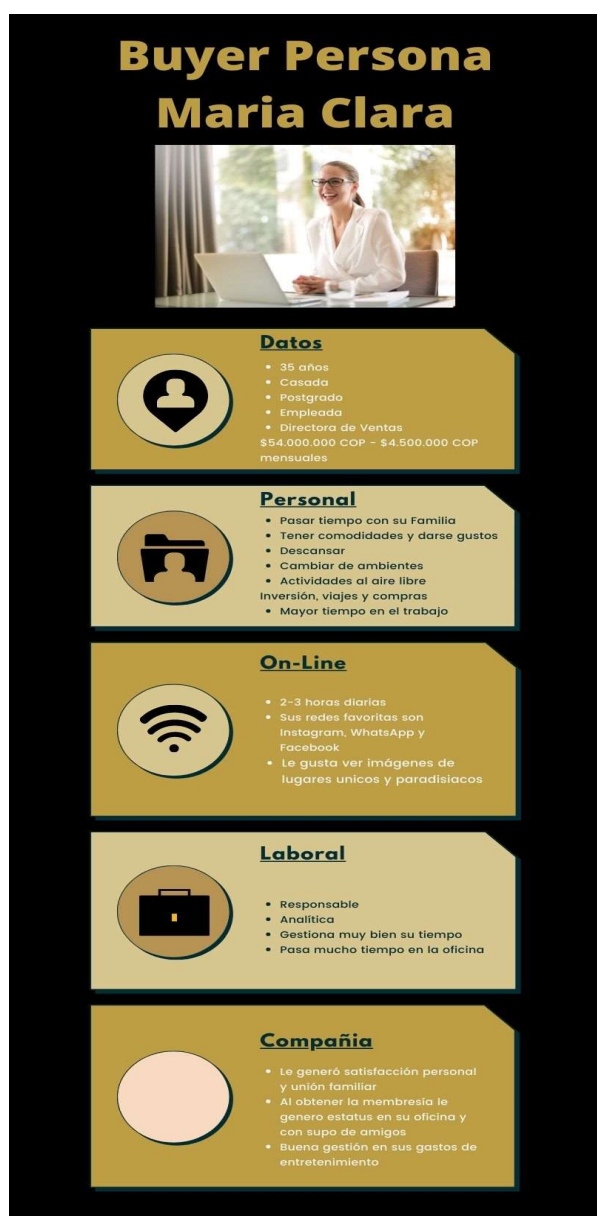 Buyer Persona
Maria Clara
Datos
• 35 años
• Casada
• Postgrado
• Empleada
• Directora de Ventas
$54.000.000 COP - $4.500.000 COP
mensuales
Personal
• Pasar tiempo con su Familia
• Tener comodidades y darse gustos
• Descansar
• Cambiar de ambientes
• Actividades al aire libre
Inversión, viajes y compras
• Mayor tiempo en el trabajo
On-Line
• 2-3 horas diarias
• Sus redes favoritas son
Instagram, WhatsApp y
Facebook
• Le gusta ver imágenes de
lugares unicos y paradisiacos
Laboral
• Responsable
• Analítica
• Gestiona muy bien su tiempo
• Pasa mucho tiempo en la oficina
Compañia
• Le generó satisfacción personal
y unión familiar
• Al obtener la membresía le
genero estatus en su oficina y
con supo de amigos
• Buena gestión en sus gastos de
entretenimiento